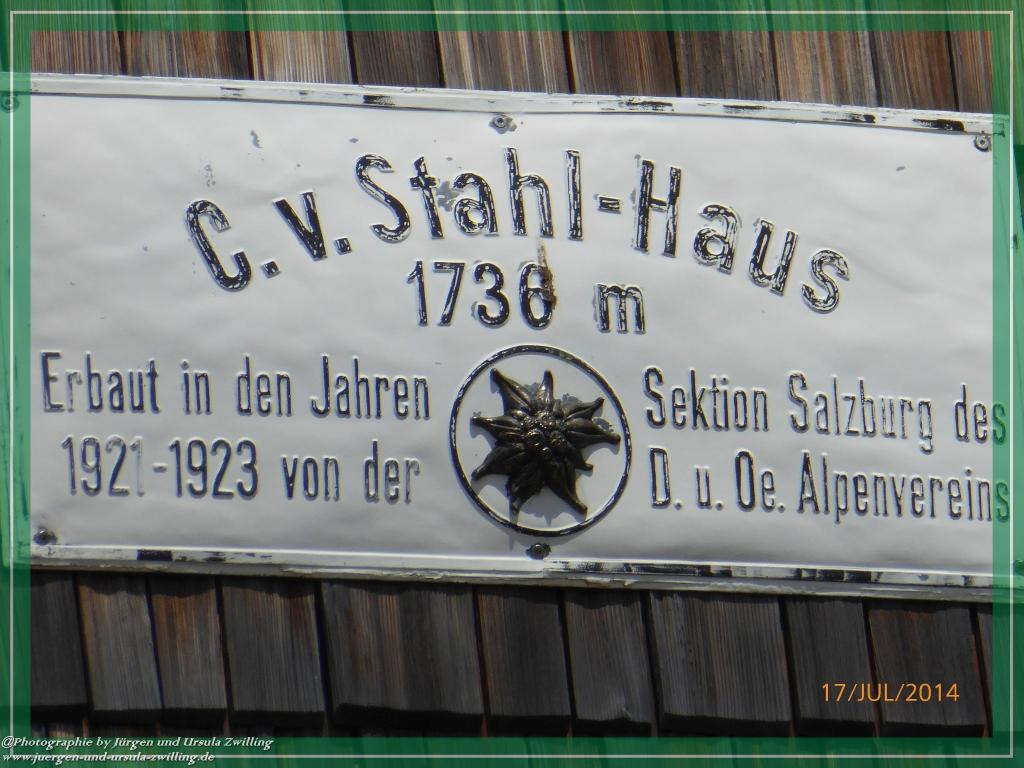 C. v. Stahl-Haus
1736 m
Erbaut in den Jahren
1921-1923 von der
Sektion Salzburg des
D. u. Oe. Alpenvereins
17/JUL/2014
@Photographie by Jürgen und Ursula Zwilling
www.juergen-und-ursula-zwilling.de